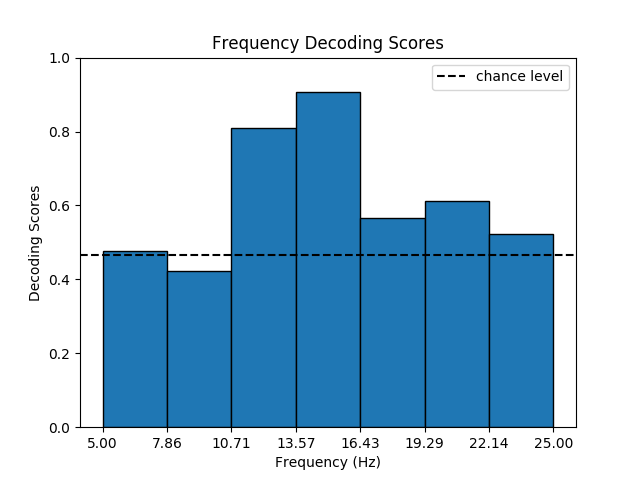 Frequency Decoding Scores
chance level
Decoding Scores
1.0
0.8
0.6
0.4
0.2
0.0
5.00 7.86 10.71 13.57 16.43 19.29 22.14 25.00
Frequency (Hz)